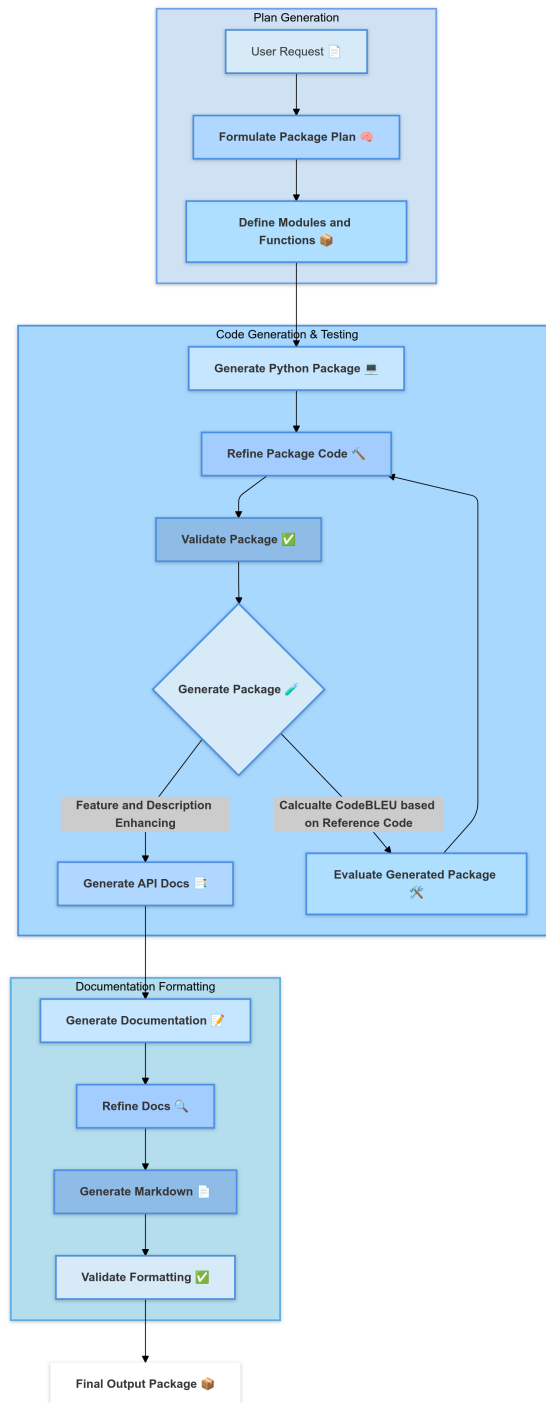 Plan Generation
User Request 📄
Formulate Package Plan 🧠
Define Modules and
Functions 📦
Code Generation & Testing
Generate Python Package 💻
Refine Package Code 🔨
Validate Package ✅
Generate Package 🧪
Feature and Description
Enhancing
Calcualte CodeBLEU based
on Reference Code
Generate API Docs 📑
Evaluate Generated Package
🛠️
Documentation Formatting
Generate Documentation 📝
Refine Docs 🔍
Generate Markdown 📄
Validate Formatting ✅
Final Output Package 📦